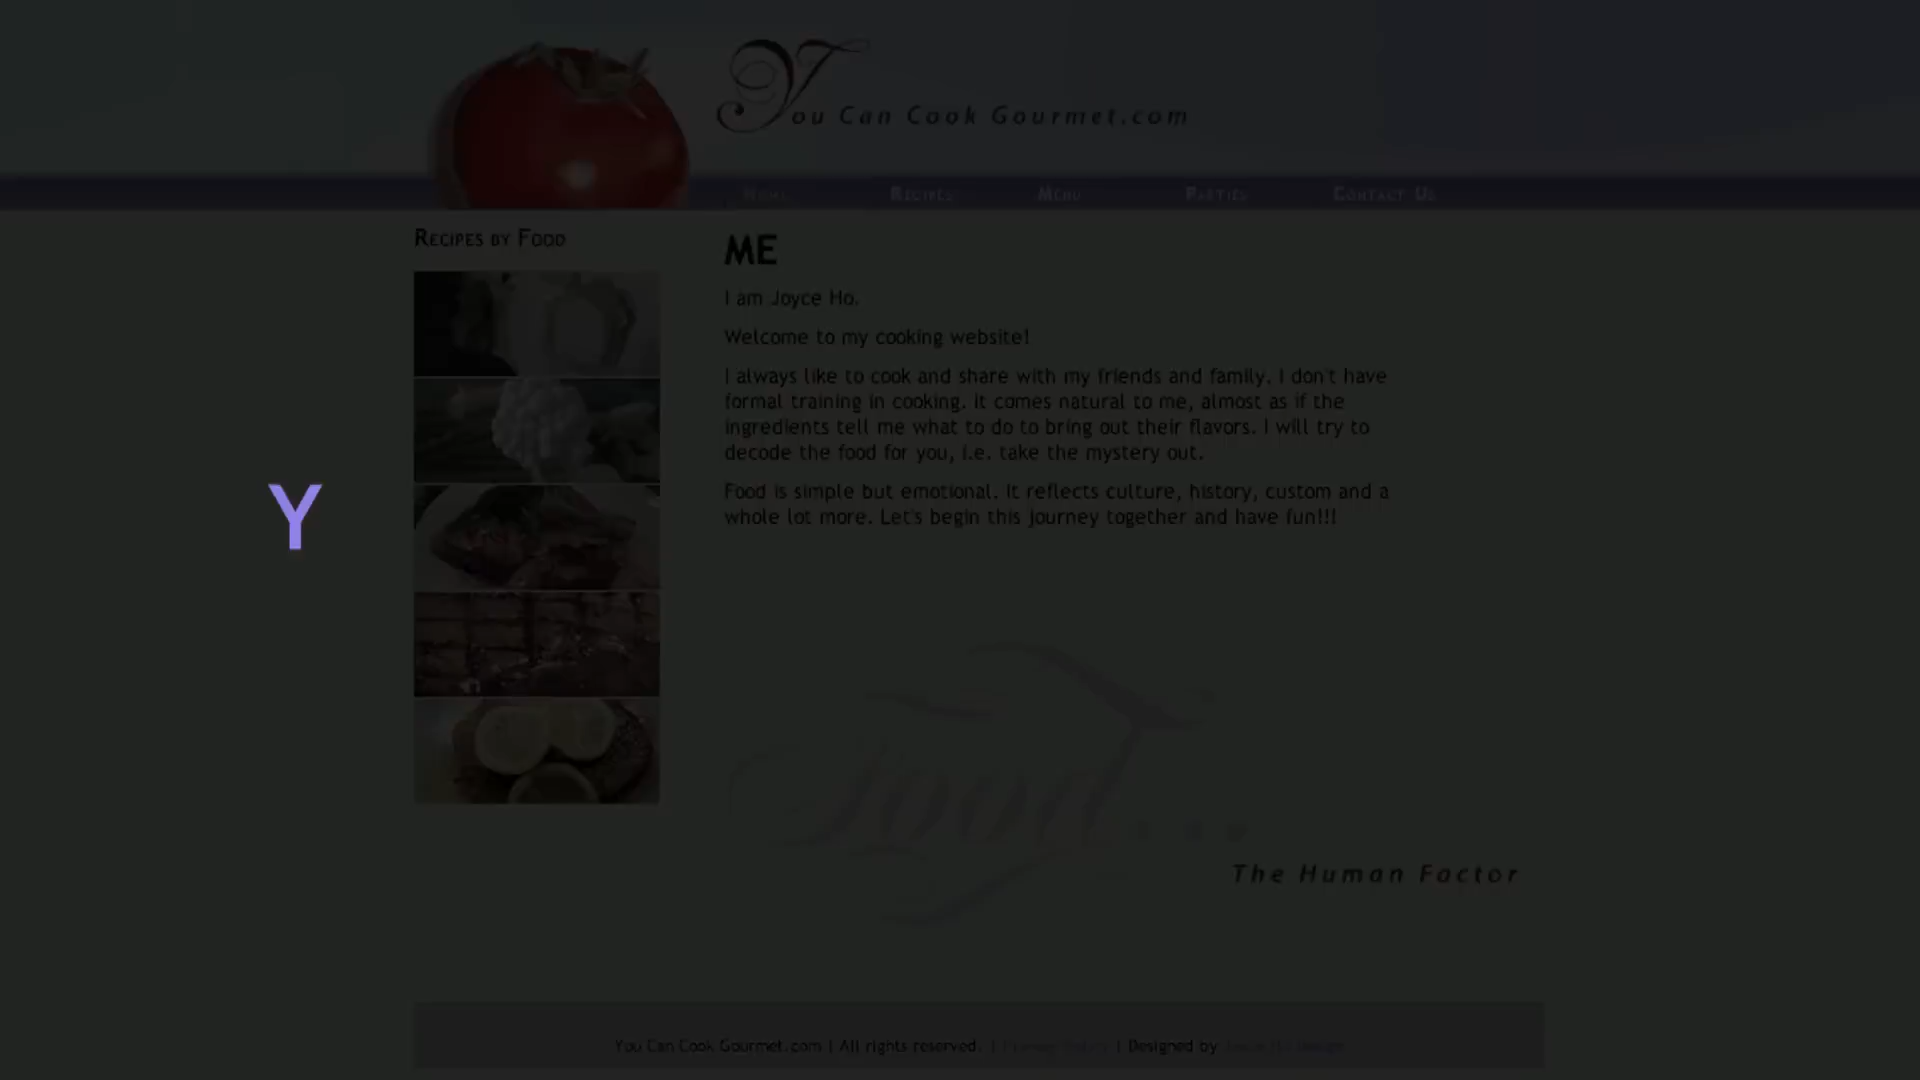 You Can Cook Gourmet.com
Home Recipes Menu Parties Contact Us
Recipes by Food
ME
I am Joyce Ho.
Welcome to my cooking website!
I always like to cook and share with my friends and family. I don't have
formal training in cooking. It comes natural to me, almost as if the
ingredients tell me what to do to bring out their flavors. I will try to
decode the food for you, i.e. take the mystery out.
Food is simple but emotional. It reflects culture, history, custom and a
whole lot more. Let's begin this journey together and have fun!!!
Y
Food...
The Human Factor
You Can Cook Gourmet.com | All rights reserved. | Privacy Policy | Designed by